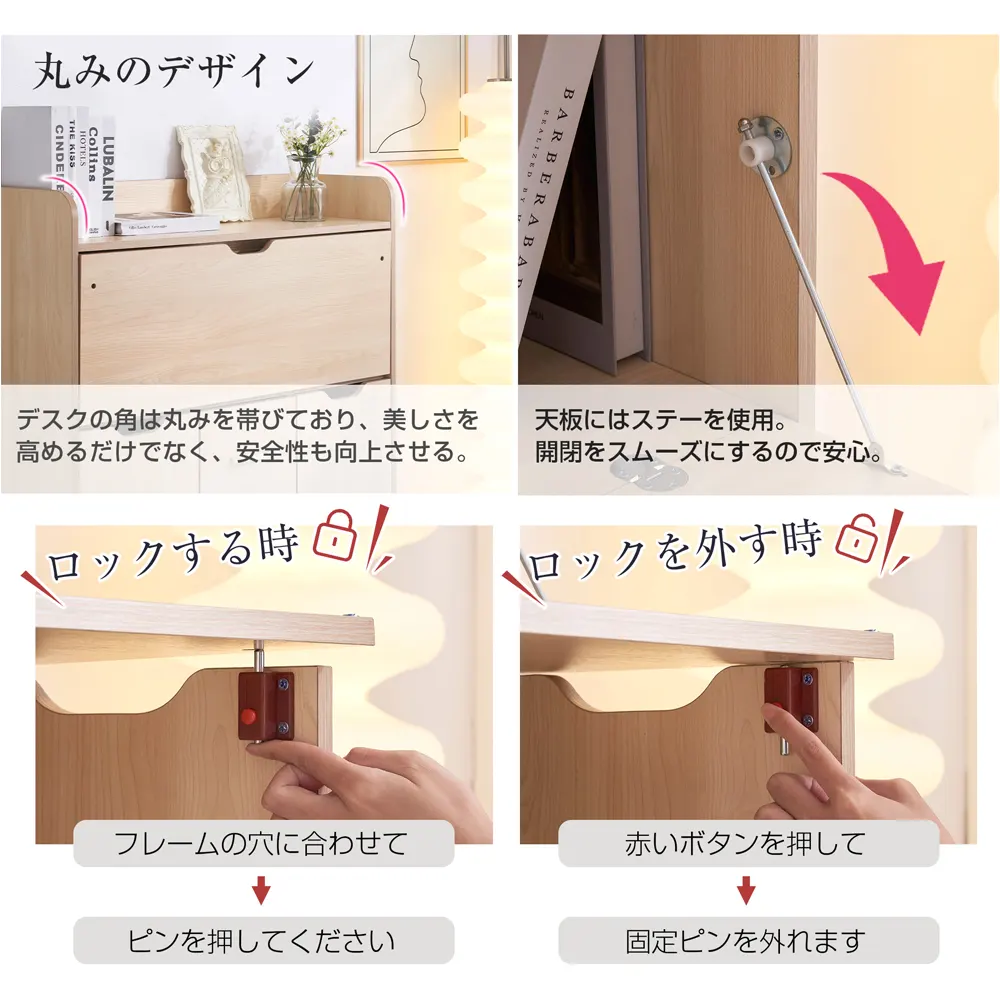 丸みのデザイン
LUBALIN
Collins
HOTELS
THE KISS
デスクの角は丸みを帯びており、美しさを
高めるだけでなく、安全性も向上させる。
BARBERABAR
REALIZED BY
天板にはステーを使用。
開閉をスムーズにするので安心。
ロックする時
フレームの穴に合わせて
ピンを押してください
ロックを外す時
赤いボタンを押して
固定ピンを外れます